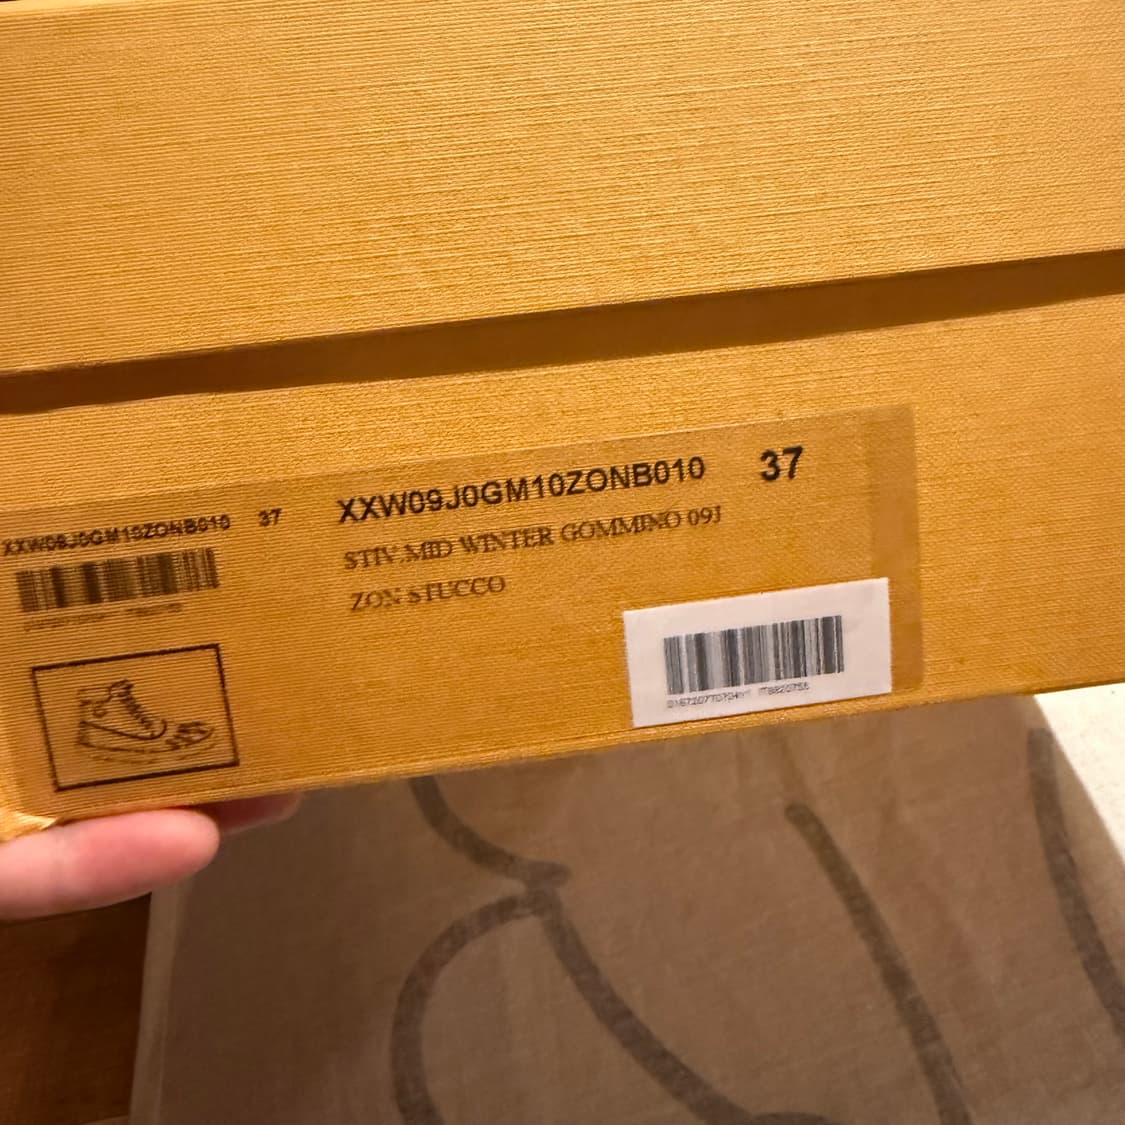 XXW09J0GM10ZONB010 37
XXW09J0GM10ZONB010 37
STIV.MID WINTER GOMMINO 09J
ZON STUCCO